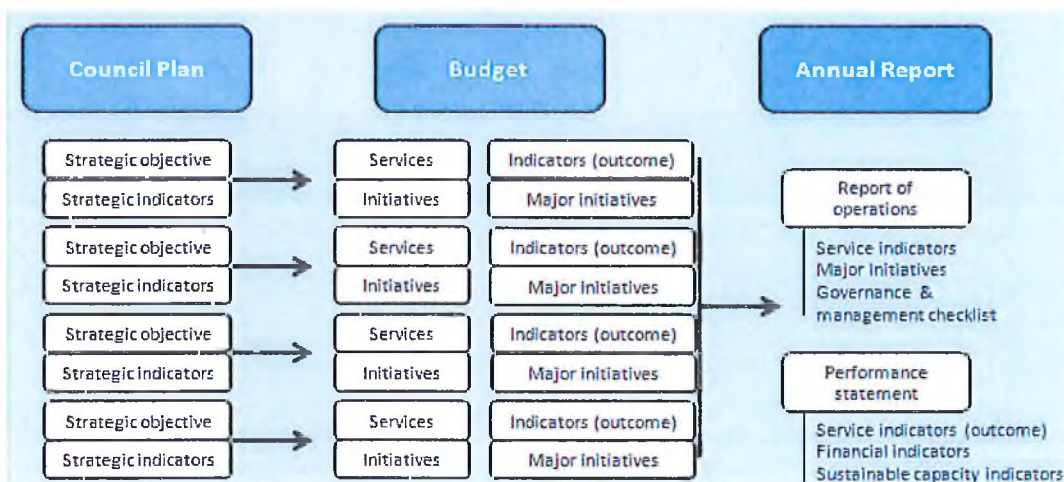 Council Plan
Budget
Annual Report
Strategic objective
Strategic indicators
Services
Indicators (outcome)
Initiatives
Major initiatives
Strategic objective
Strategic indicators
Services
Indicators (outcome)
Initiatives
Major initiatives
Strategic objective
Strategic indicators
Services
Indicators (outcome)
Initiatives
Major initiatives
Strategic objective
Strategic indicators
Services
Indicators (outcome)
Initiatives
Major initiatives
Report of
operations
Service indicators
Major Initiatives
Governance &
management checklist
Performance
statement
Service indicators (outcome)
Financial indicators
Sustainable capacity indicators